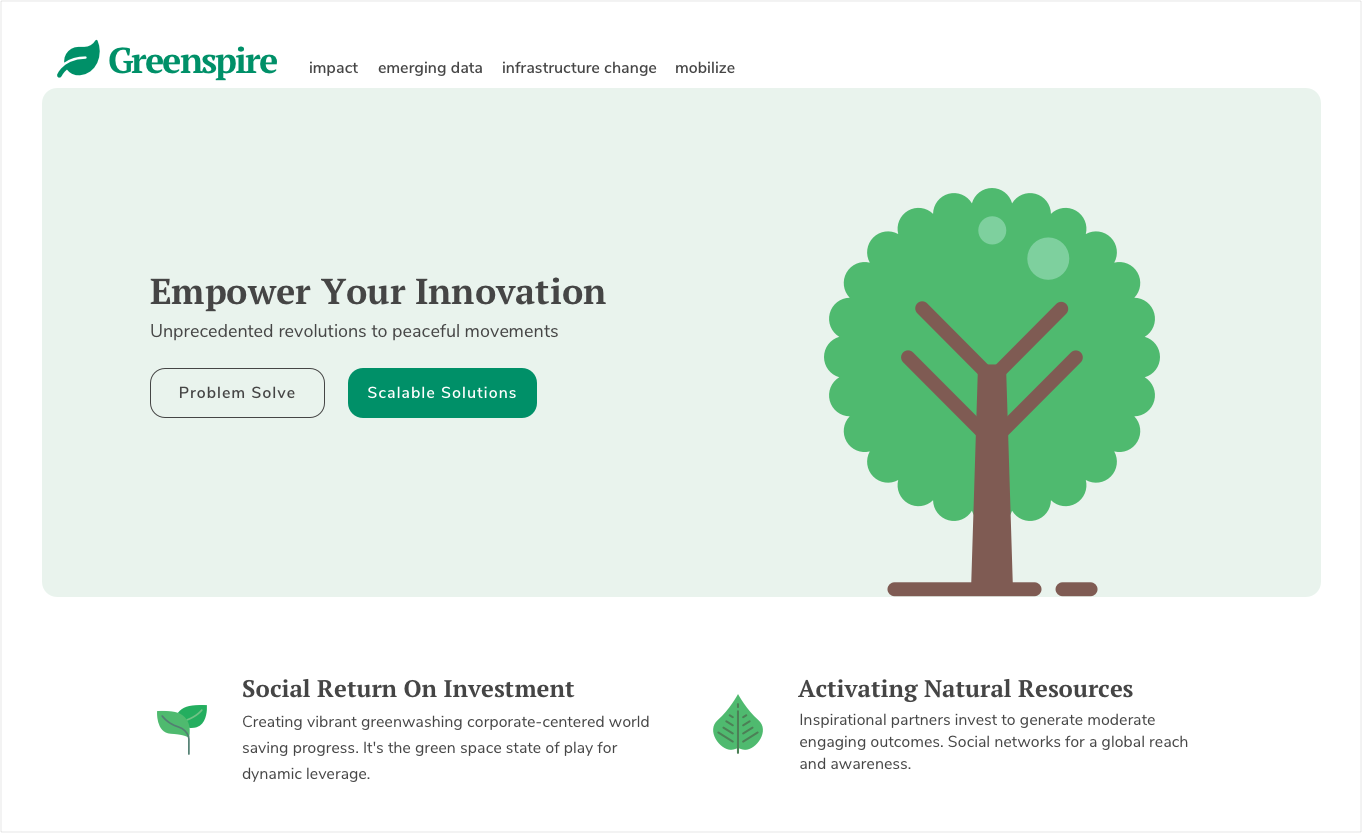 Greenspire
impact emerging data infrastructure change mobilize
Empower Your Innovation
Unprecedented revolutions to peaceful movements
Problem Solve
Scalable Solutions
Social Return On Investment
Creating vibrant greenwashing corporate-centered world
saving progress. It's the green space state of play for
dynamic leverage.
Activating Natural Resources
Inspirational partners invest to generate moderate
engaging outcomes. Social networks for a global reach
and awareness.